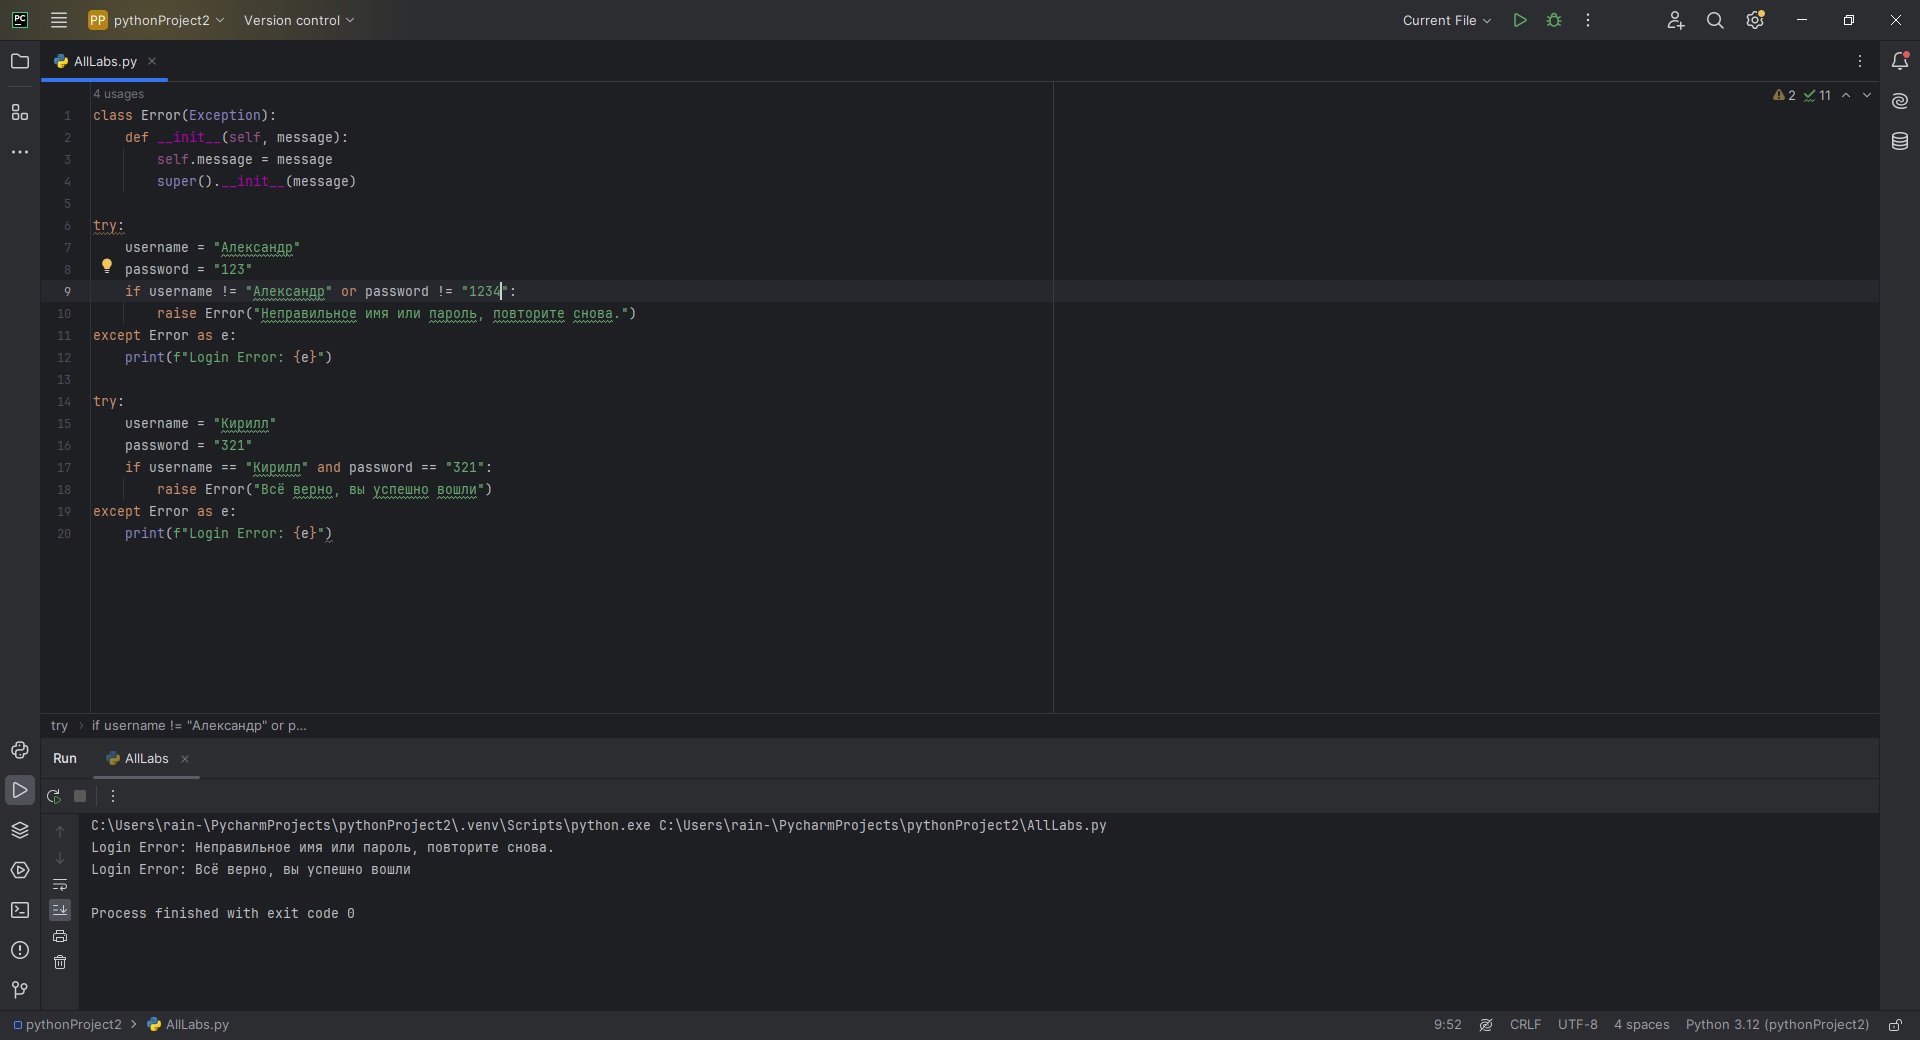 PC PP pythonProject2 Version control Current File
AllLabs.py
4 usages
2 11
1 class Error(Exception):
2 def __init__(self, message):
3 self.message = message
4 super().__init__(message)
5
6 try:
7 username = "Александр"
8 password = "123"
9 if username != "Александр" or password != "1234":
10 raise Error("Неправильное имя или пароль, повторите снова.")
11 except Error as e:
12 print(f"Login Error: {e}")
13
14 try:
15 username = "Кирилл"
16 password = "321"
17 if username == "Кирилл" and password == "321":
18 raise Error("Всё верно, вы успешно вошли")
19 except Error as e:
20 print(f"Login Error: {e}")
try › if username != "Александр" or p...
Run AllLabs
C:\Users\rain-\PycharmProjects\pythonProject2\.venv\Scripts\python.exe C:\Users\rain-\PycharmProjects\pythonProject2\AllLabs.py
Login Error: Неправильное имя или пароль, повторите снова.
Login Error: Всё верно, вы успешно вошли
Process finished with exit code 0
pythonProject2 › AllLabs.py 9:52 CRLF UTF-8 4 spaces Python 3.12 (pythonProject2)